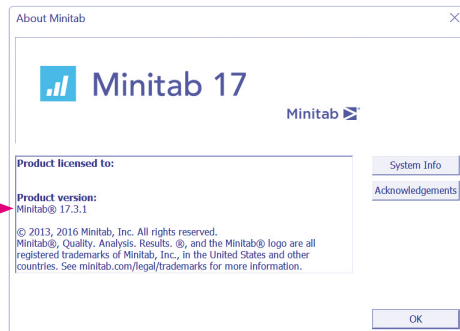 About Minitab
Minitab 17
Minitab
Product licensed to:
System Info
Acknowledgements
Product version:
Minitab® 17.3.1
© 2013, 2016 Minitab, Inc. All rights reserved.
Minitab®, Quality. Analysis. Results. ®, and the Minitab® logo are all
registered trademarks of Minitab, Inc., in the United States and other
countries. See minitab.com/legal/trademarks for more information.
OK